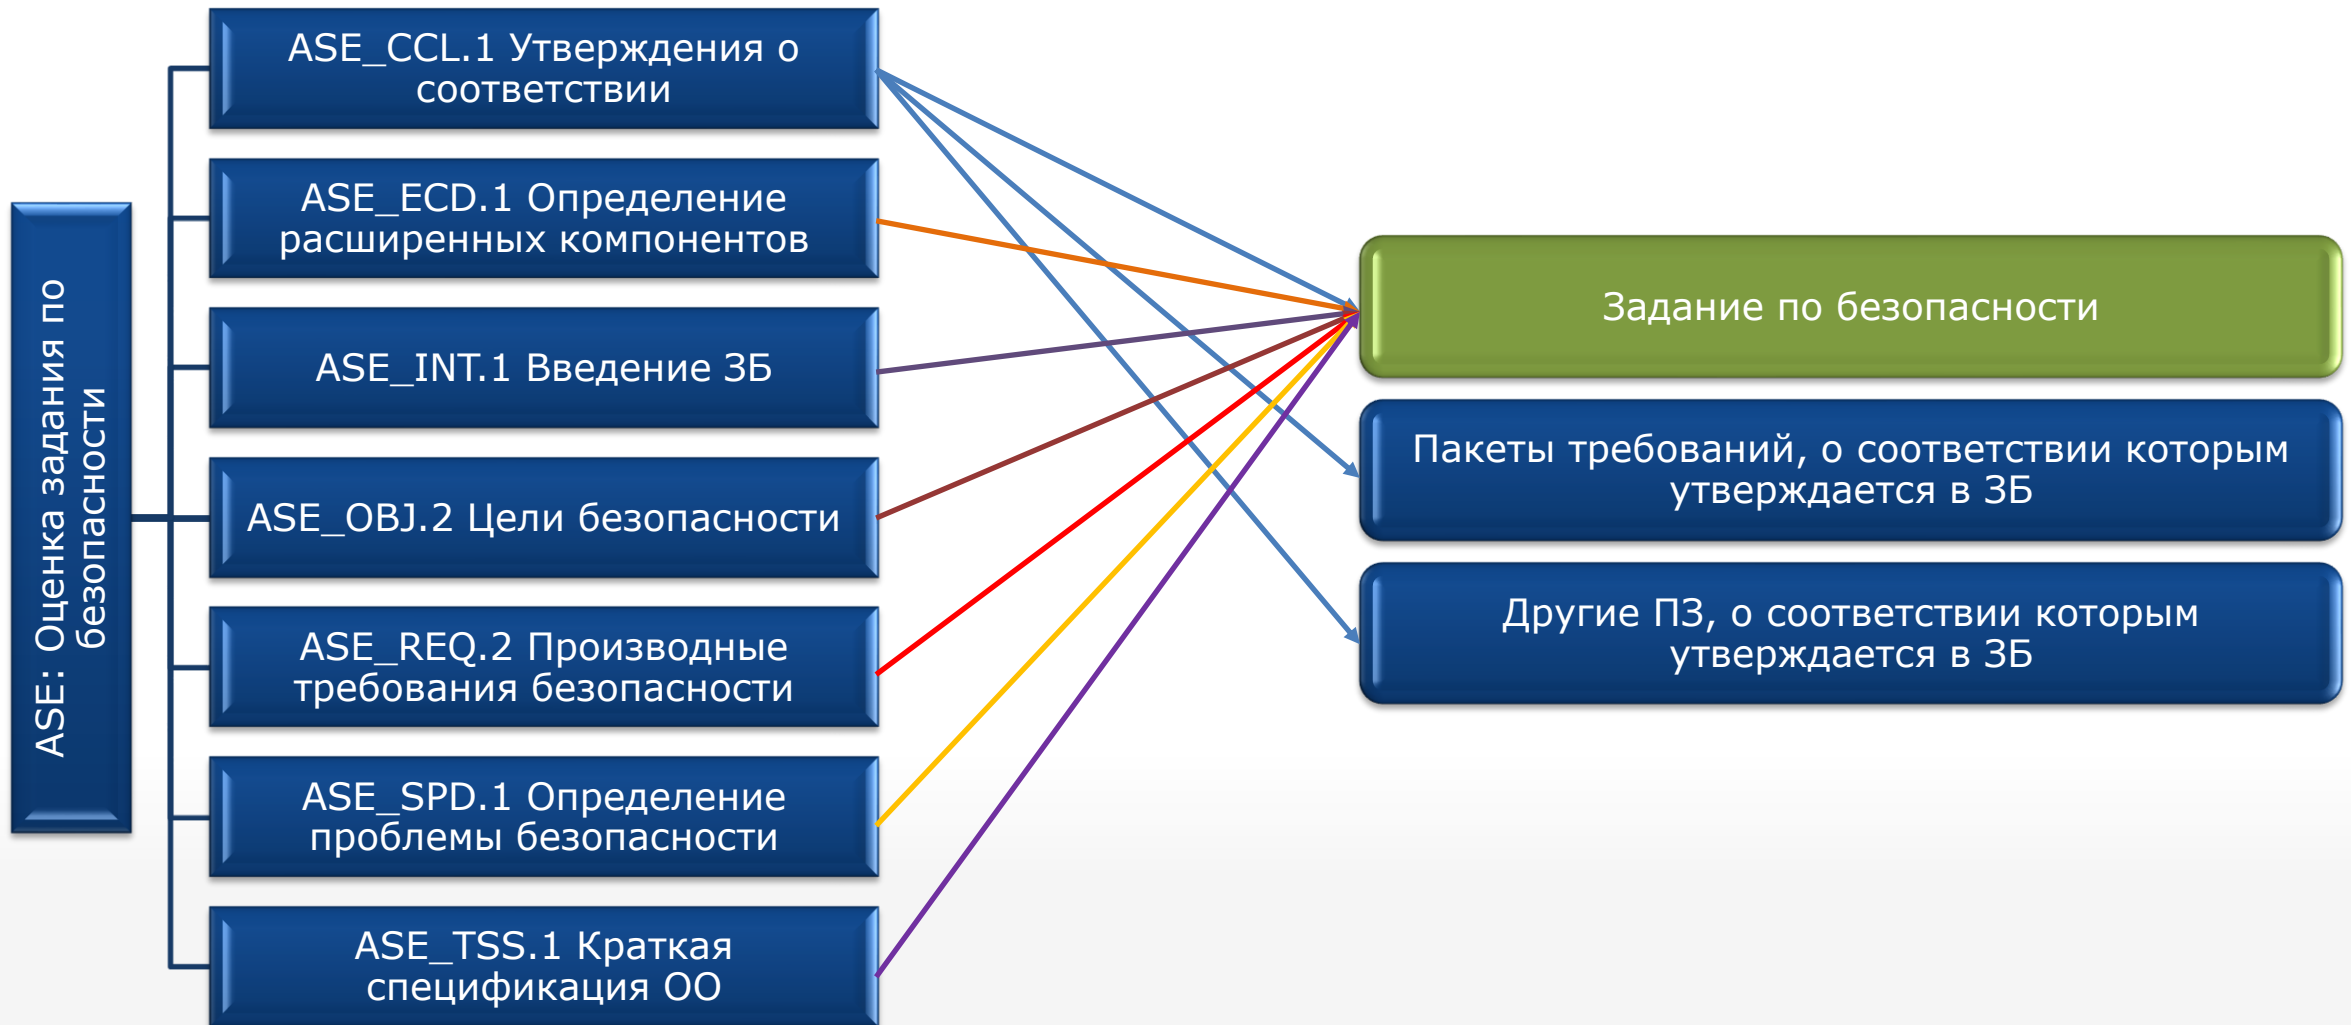 ASE: Оценка задания по
безопасности
ASE_CCL.1 Утверждения о
соответствии
ASE_ECD.1 Определение
расширенных компонентов
ASE_INT.1 Введение ЗБ
ASE_OBJ.2 Цели безопасности
ASE_REQ.2 Производные
требования безопасности
ASE_SPD.1 Определение
проблемы безопасности
ASE_TSS.1 Краткая
спецификация ОО
Задание по безопасности
Пакеты требований, о соответствии которым
утверждается в ЗБ
Другие ПЗ, о соответствии которым
утверждается в ЗБ